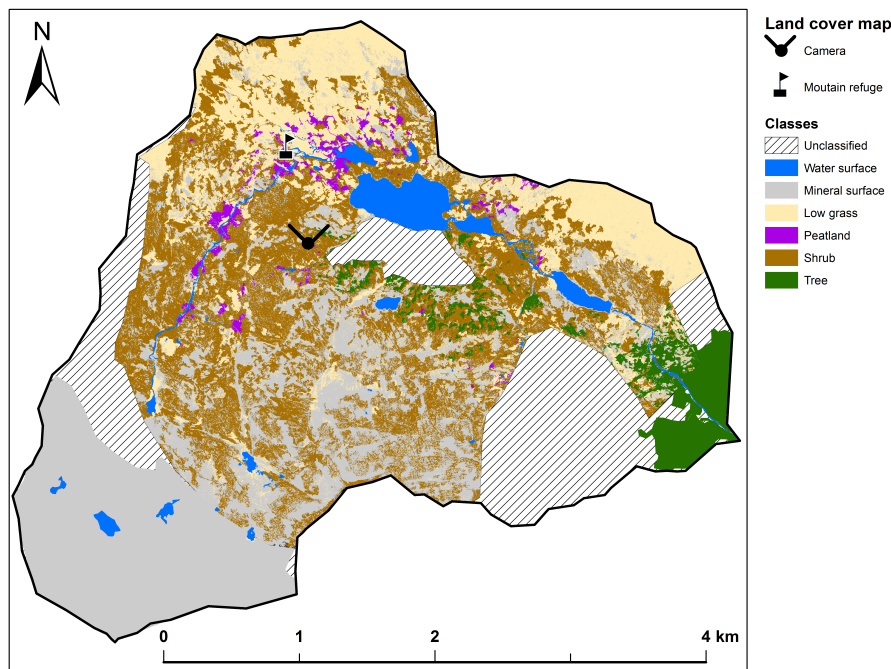 N
Land cover map
Camera
Moutain refuge
Classes
Unclassified
Water surface
Mineral surface
Low grass
Peatland
Shrub
Tree
0 1 2 4 km